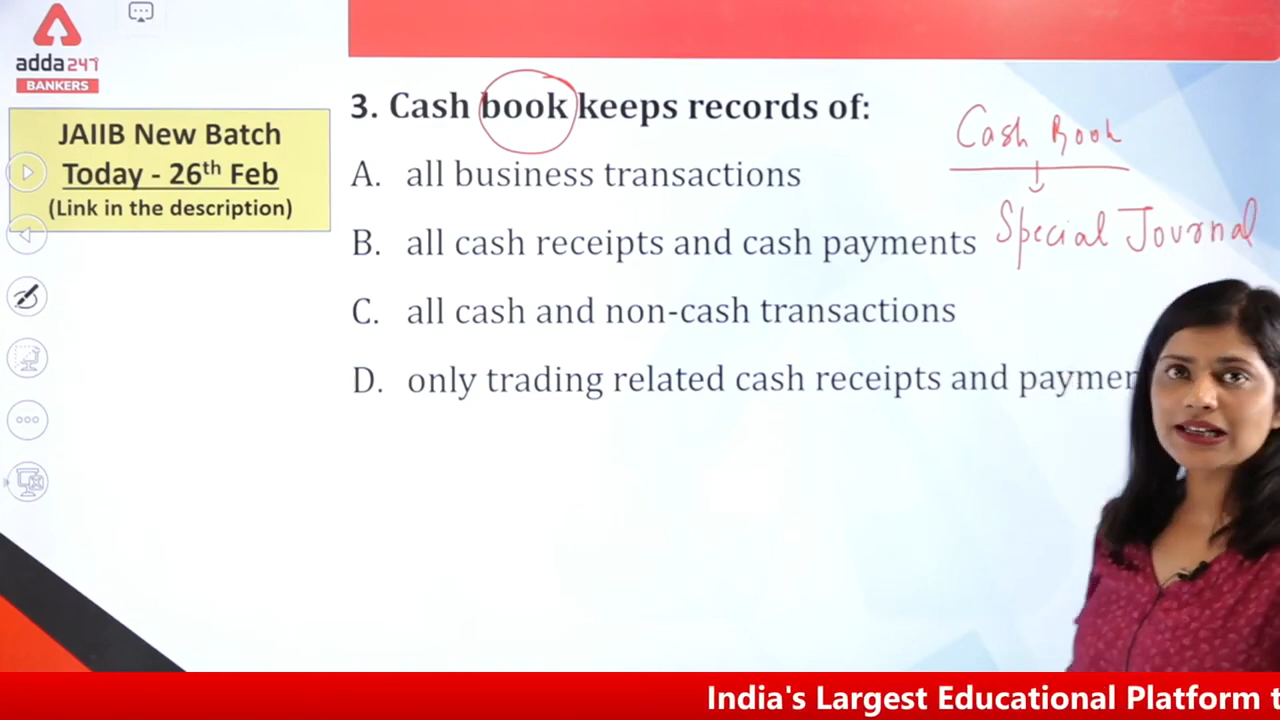 adda247
BANKERS
JAIIB New Batch
Today - 26th Feb
(Link in the description)
3. Cash book keeps records of:
A. all business transactions
B. all cash receipts and cash payments
C. all cash and non-cash transactions
D. only trading related cash receipts and paymen
Cash Book
Special Journal
India's Largest Educational Platform t